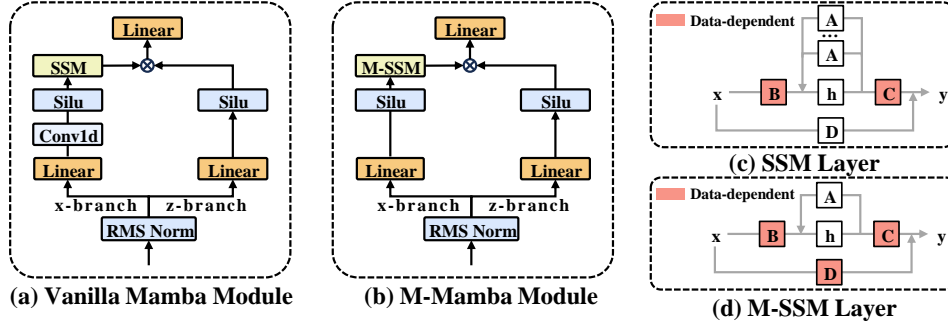 Linear
SSM
Silu
Silu
Conv1d
Linear
Linear
x-branch
z-branch
RMS Norm
(a) Vanilla Mamba Module
Linear
M-SSM
Silu
Silu
Linear
Linear
x-branch
z-branch
RMS Norm
(b) M-Mamba Module
Data-dependent
A
...
A
x
B
h
C
y
D
(c) SSM Layer
Data-dependent
A
x
B
h
C
y
D
(d) M-SSM Layer